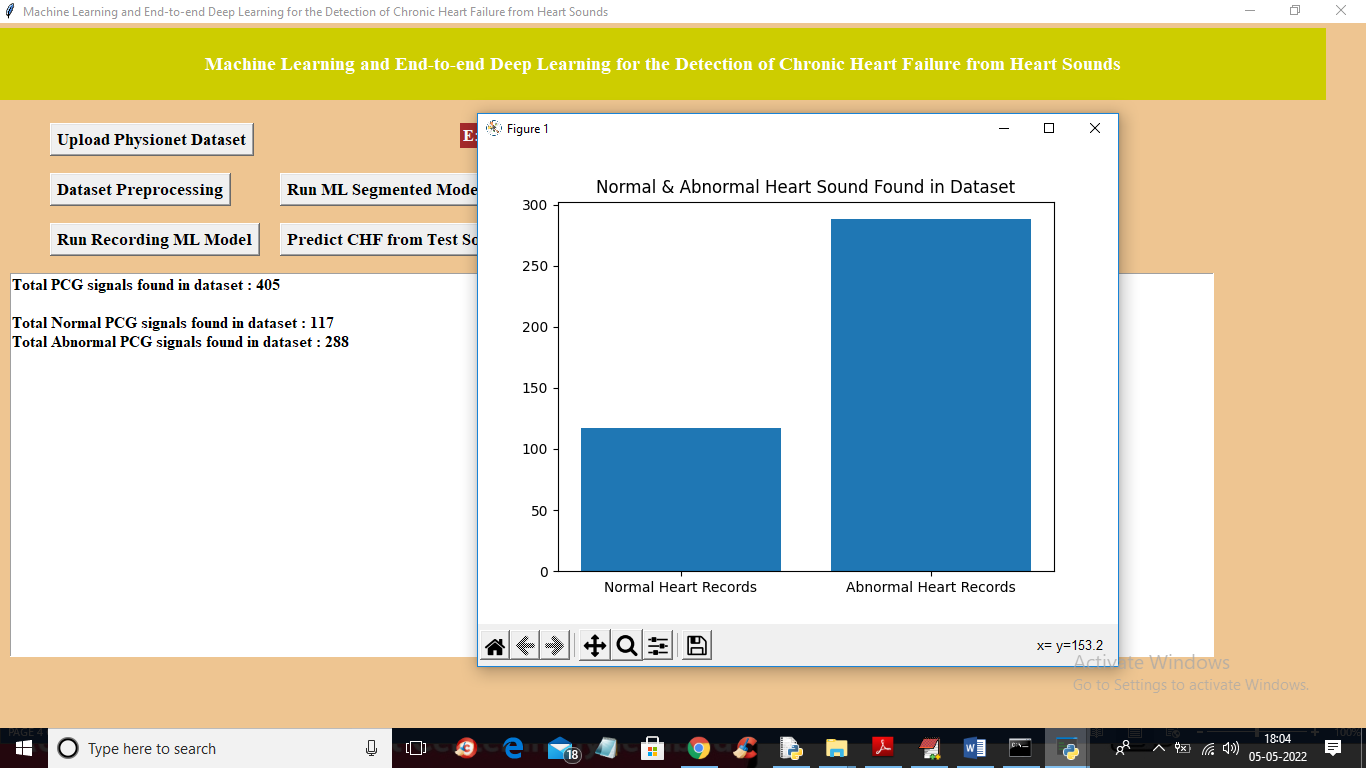 Machine Learning and End-to-end Deep Learning for the Detection of Chronic Heart Failure from Heart Sounds
Machine Learning and End-to-end Deep Learning for the Detection of Chronic Heart Failure from Heart Sounds
Upload Physionet Dataset
Dataset Preprocessing
Run ML Segmented Mode
Run Recording ML Model
Predict CHF from Test So
Total PCG signals found in dataset : 405
Total Normal PCG signals found in dataset : 117
Total Abnormal PCG signals found in dataset : 288
Figure 1
Normal & Abnormal Heart Sound Found in Dataset
300
250
200
150
100
50
0
Normal Heart Records
Abnormal Heart Records
x= y=153.2
Activate Windows
Go to Settings to activate Windows.
Type here to search
18
18:04
05-05-2022